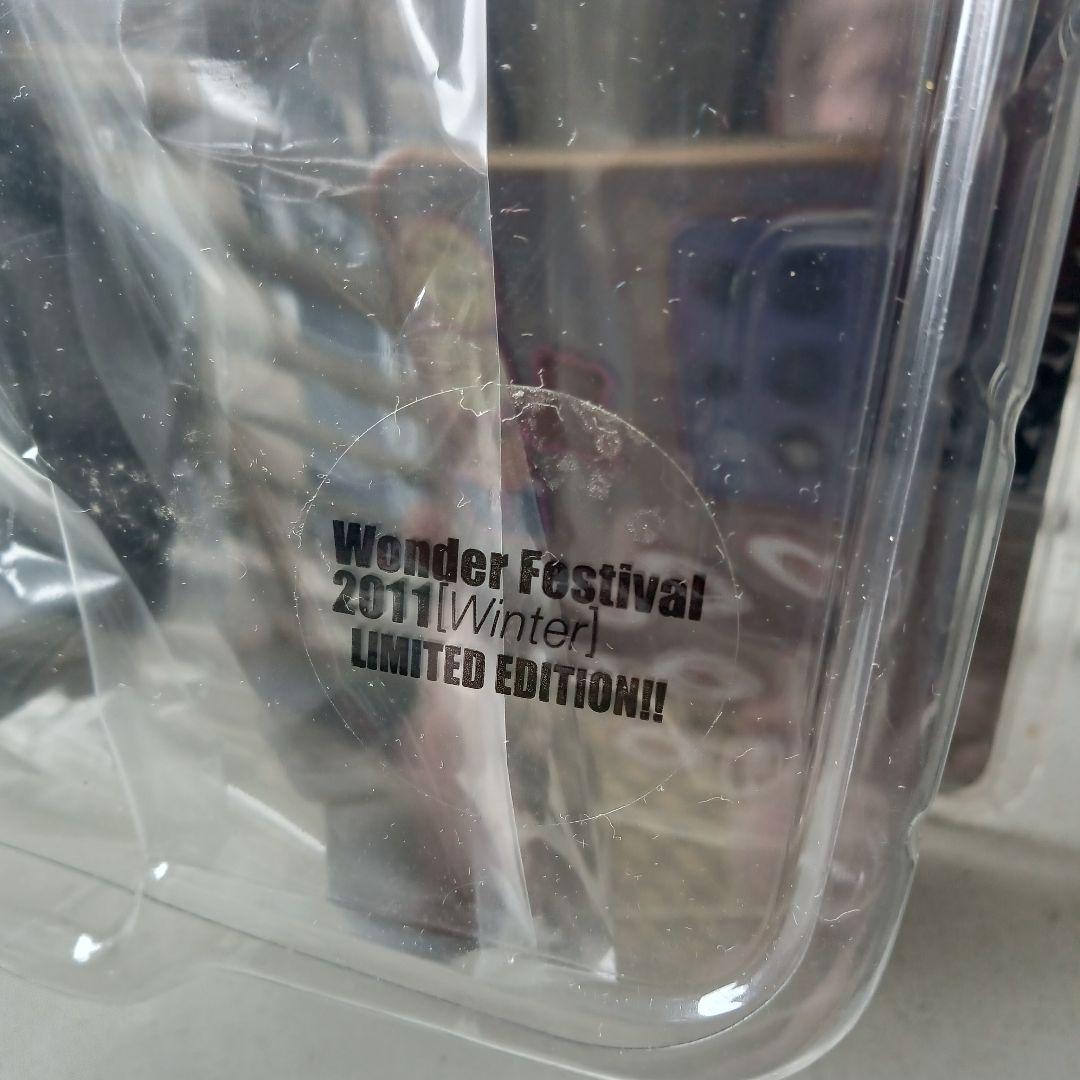 Wonder Festival
2011[Winter]
LIMITED EDITION!!